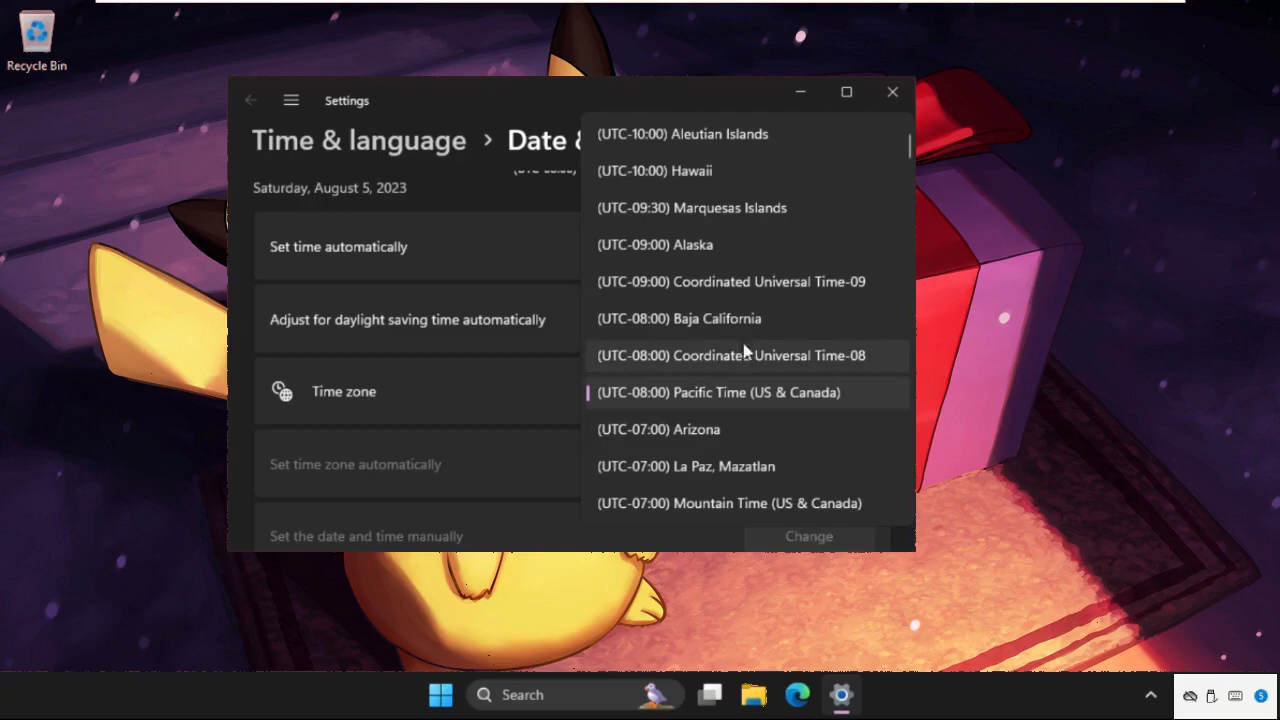 Recycle Bin
Settings
Time & language > Date &
Saturday, August 5, 2023
Set time automatically
Adjust for daylight saving time automatically
Time zone
Set time zone automatically
Set the date and time manually
Change
(UTC-10:00) Aleutian Islands
(UTC-10:00) Hawaii
(UTC-09:30) Marquesas Islands
(UTC-09:00) Alaska
(UTC-09:00) Coordinated Universal Time-09
(UTC-08:00) Baja California
(UTC-08:00) Coordinated Universal Time-08
(UTC-08:00) Pacific Time (US & Canada)
(UTC-07:00) Arizona
(UTC-07:00) La Paz, Mazatlan
(UTC-07:00) Mountain Time (US & Canada)
Search
5